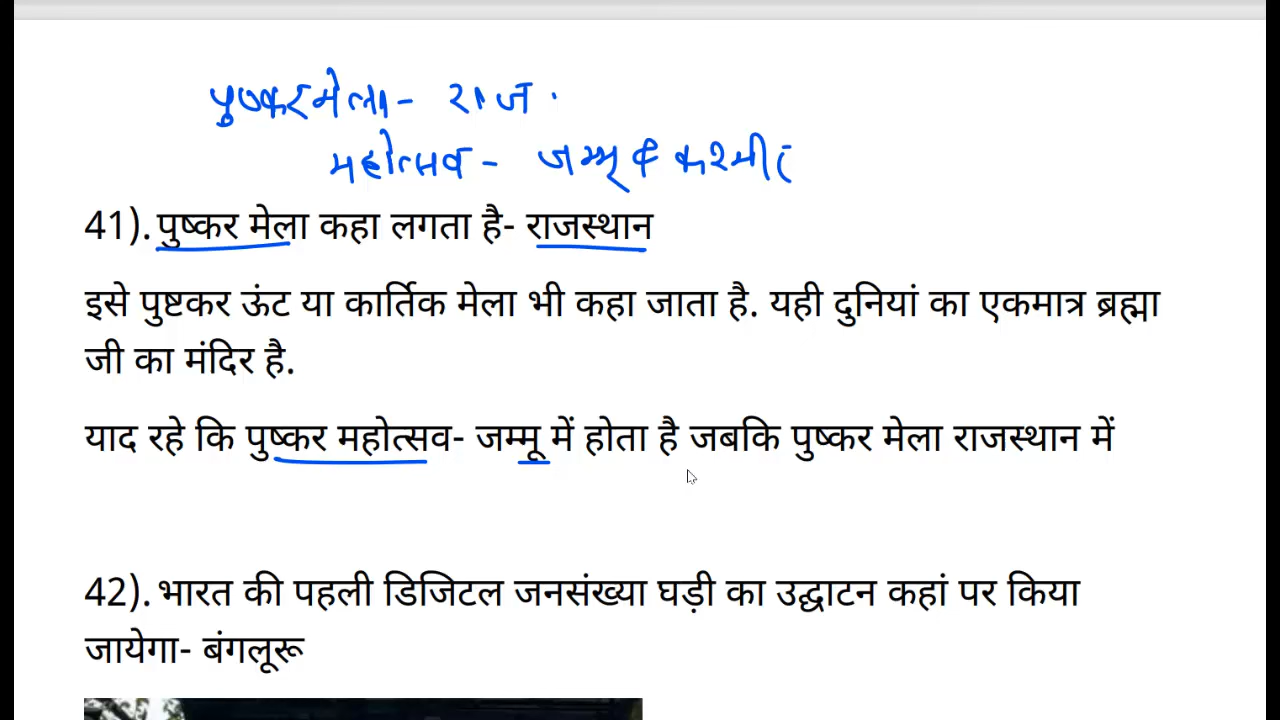 पुष्कर मेला - राज ·
महोत्सव - जम्मू & कश्मीर
41). पुष्कर मेला कहा लगता है- राजस्थान
इसे पुष्टकर ऊंट या कार्तिक मेला भी कहा जाता है. यही दुनियां का एकमात्र ब्रह्मा
जी का मंदिर है.
याद रहे कि पुष्कर महोत्सव- जम्मू में होता है जबकि पुष्कर मेला राजस्थान में
42). भारत की पहली डिजिटल जनसंख्या घड़ी का उद्घाटन कहां पर किया
जायेगा- बंगलूरू